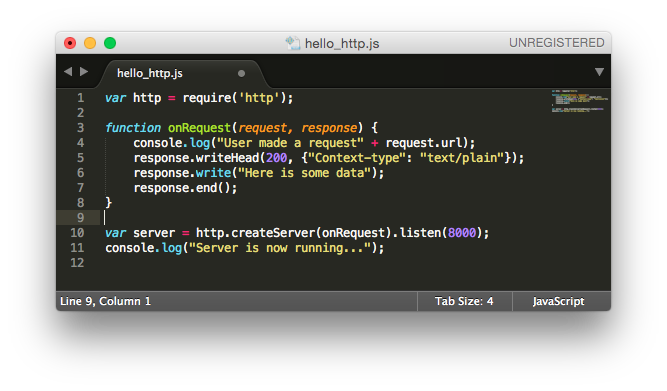 hello_http.js
UNREGISTERED
hello_http.js
1 var http = require('http');
2
3 function onRequest(request, response) {
4     console.log("User made a request" + request.url);
5     response.writeHead(200, {"Context-type": "text/plain"});
6     response.write("Here is some data");
7     response.end();
8 }
9
10 var server = http.createServer(onRequest).listen(8000);
11 console.log("Server is now running...");
12
Line 9, Column 1
Tab Size: 4
JavaScript